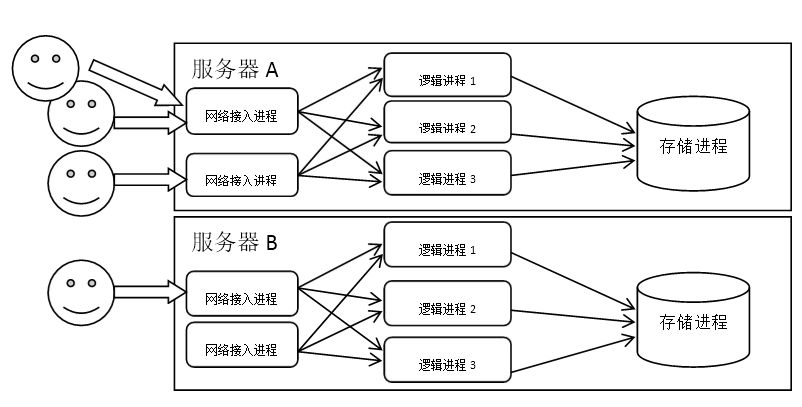 服务器 A
网络接入进程
网络接入讲程
逻辑讲程 1
逻辑讲程 2
逻辑进程 3
存储进程
服务器 B
网络接入进程
网络接入进程
逻辑进程 1
逻辑进程 2
逻辑进程 3
存储进程